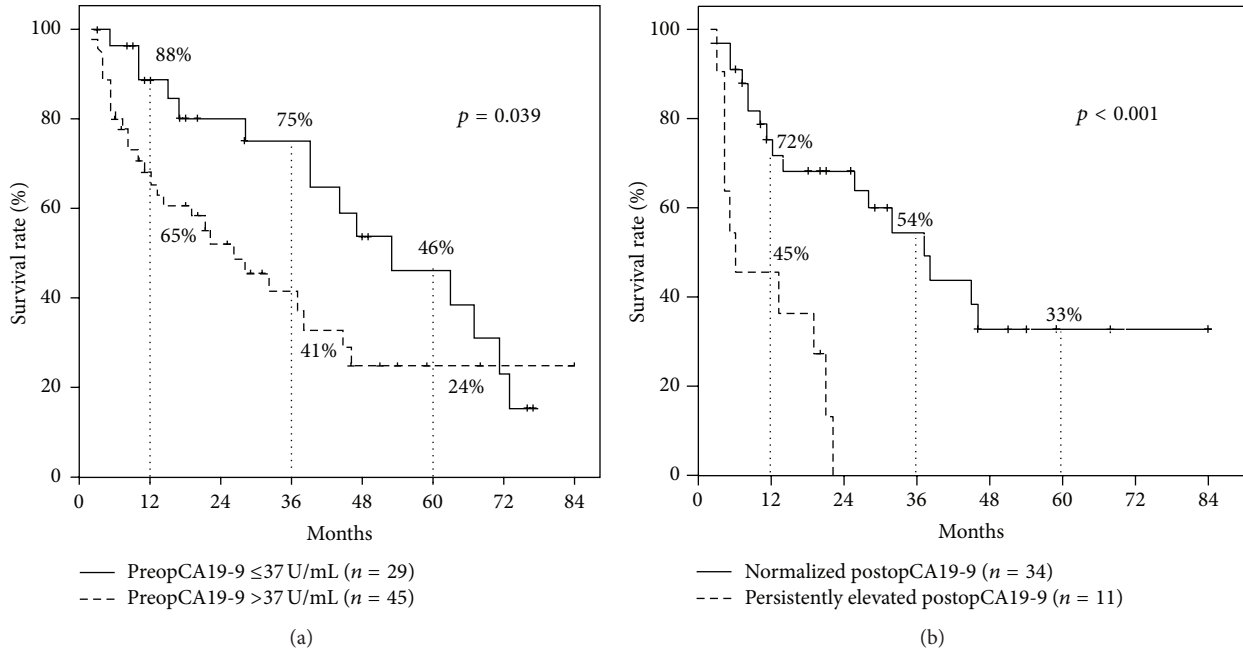 100
80
60
40
20
0
Survival rate (%)
88%
75%
46%
65%
41%
24%
p = 0.039
0 12 24 36 48 60 72 84
Months
PreopCA19-9 ≤37 U/mL (n = 29)
PreopCA19-9 >37 U/mL (n = 45)
(a)
100
80
60
40
20
0
Survival rate (%)
72%
54%
45%
33%
p < 0.001
0 12 24 36 48 60 72 84
Months
Normalized postopCA19-9 (n = 34)
Persistently elevated postopCA19-9 (n = 11)
(b)